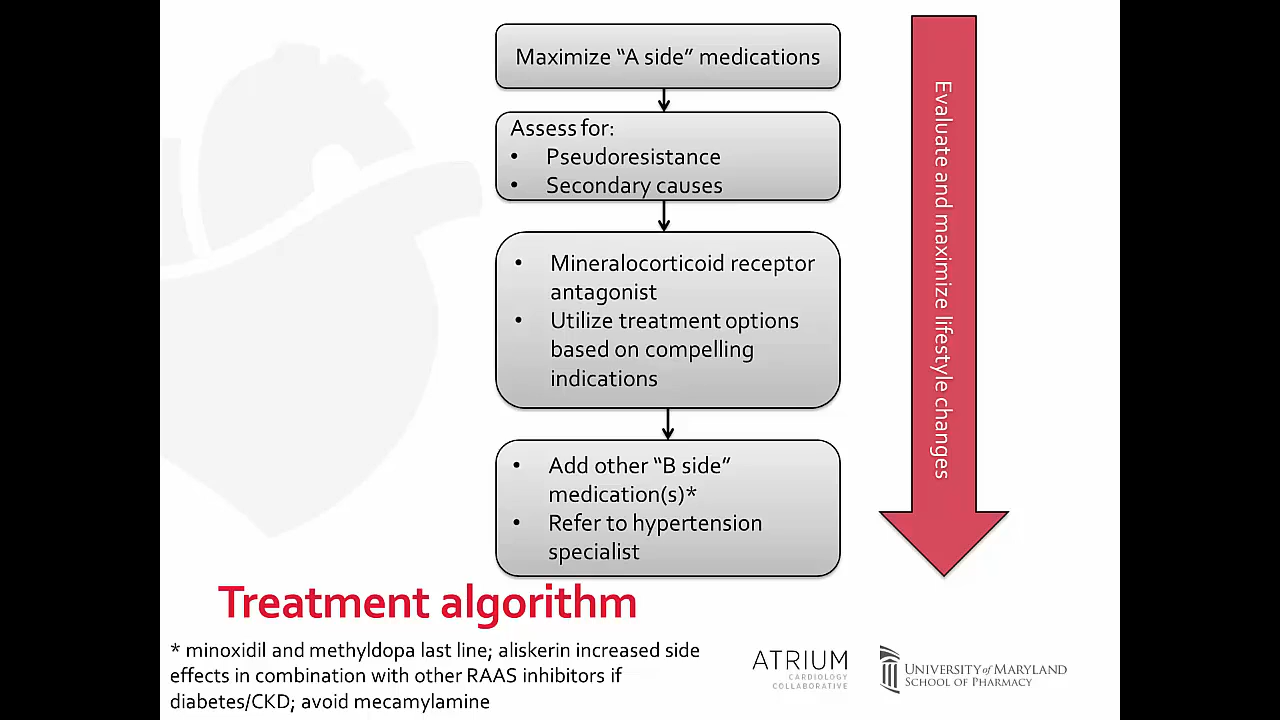 Maximize “A side” medications
Assess for:
• Pseudoresistance
• Secondary causes
• Mineralocorticoid receptor
antagonist
• Utilize treatment options
based on compelling
indications
• Add other “B side”
medication(s)*
• Refer to hypertension
specialist
Evaluate and maximize lifestyle changes
Treatment algorithm
* minoxidil and methyldopa last line; aliskerin increased side
effects in combination with other RAAS inhibitors if
diabetes/CKD; avoid mecamylamine
ATRIUM
CARDIOLOGY
COLLABORATIVE
UNIVERSITY of MARYLAND
SCHOOL OF PHARMACY